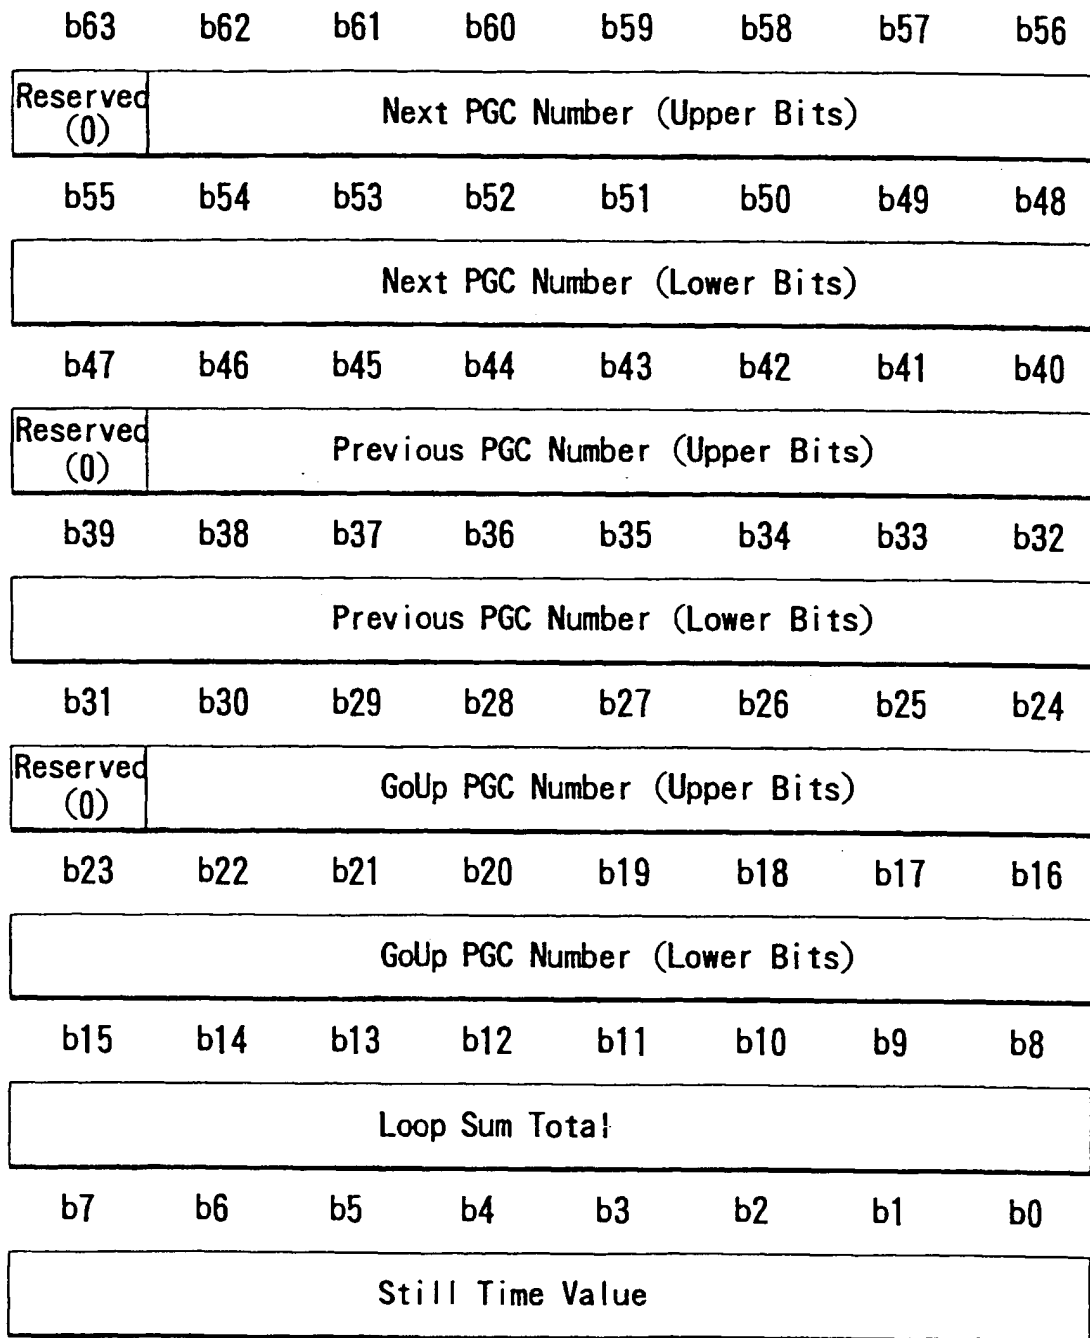 b63 b62 b61 b60 b59 b58 b57 b56
Reserved
(0)
Next PGC Number (Upper Bits)
b55 b54 b53 b52 b51 b50 b49 b48
Next PGC Number (Lower Bits)
b47 b46 b45 b44 b43 b42 b41 b40
Reserved
(0)
Previous PGC Number (Upper Bits)
b39 b38 b37 b36 b35 b34 b33 b32
Previous PGC Number (Lower Bits)
b31 b30 b29 b28 b27 b26 b25 b24
Reserved
(0)
GoUp PGC Number (Upper Bits)
b23 b22 b21 b20 b19 b18 b17 b16
GoUp PGC Number (Lower Bits)
b15 b14 b13 b12 b11 b10 b9 b8
Loop Sum Total
b7 b6 b5 b4 b3 b2 b1 b0
Still Time Value